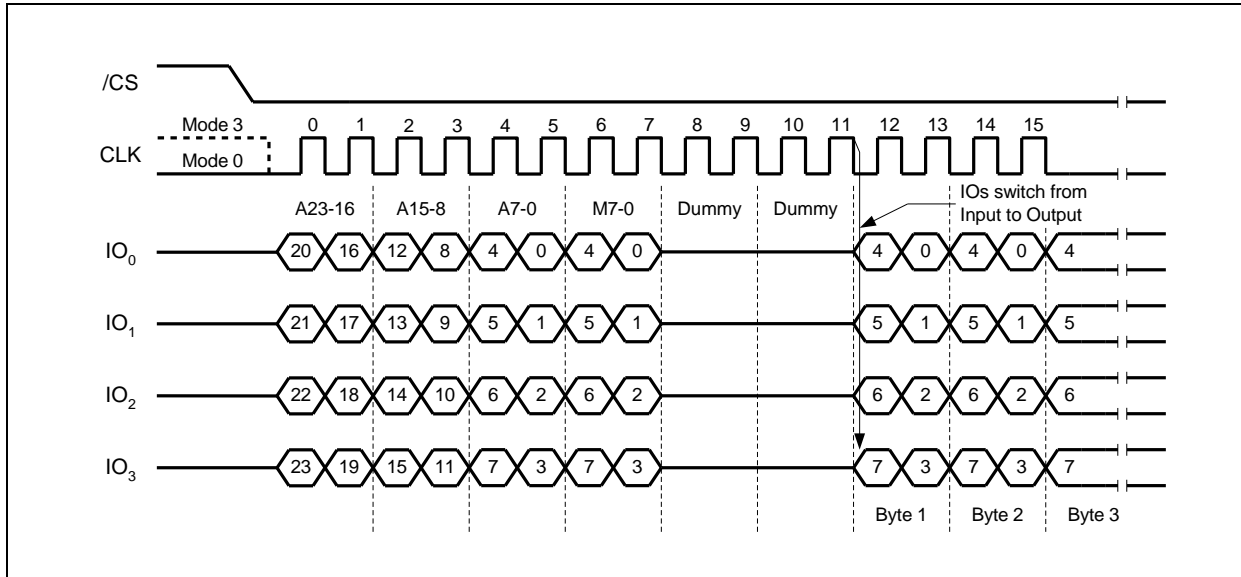 /CS
Mode 3
0 1 2 3 4 5 6 7 8 9 10 11 12 13 14 15
CLK
Mode 0
A23-16 A15-8 A7-0 M7-0 Dummy Dummy
IOs switch from
Input to Output
IO0 20 16 12 8 4 0 4 0 4 0 4 0 4
IO1 21 17 13 9 5 1 5 1 5 1 5 1 5
IO2 22 18 14 10 6 2 6 2 6 2 6 2 6
IO3 23 19 15 11 7 3 7 3 7 3 7 3 7
Byte 1 Byte 2 Byte 3